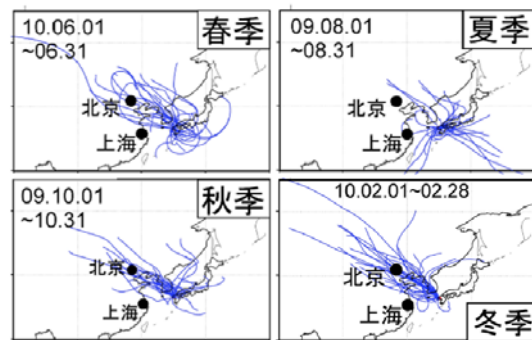 10.06.01
~06.31
春季
北京
上海
09.08.01
~08.31
夏季
北京
上海
09.10.01
~10.31
秋季
北京
上海
10.02.01~02.28
北京
上海
冬季